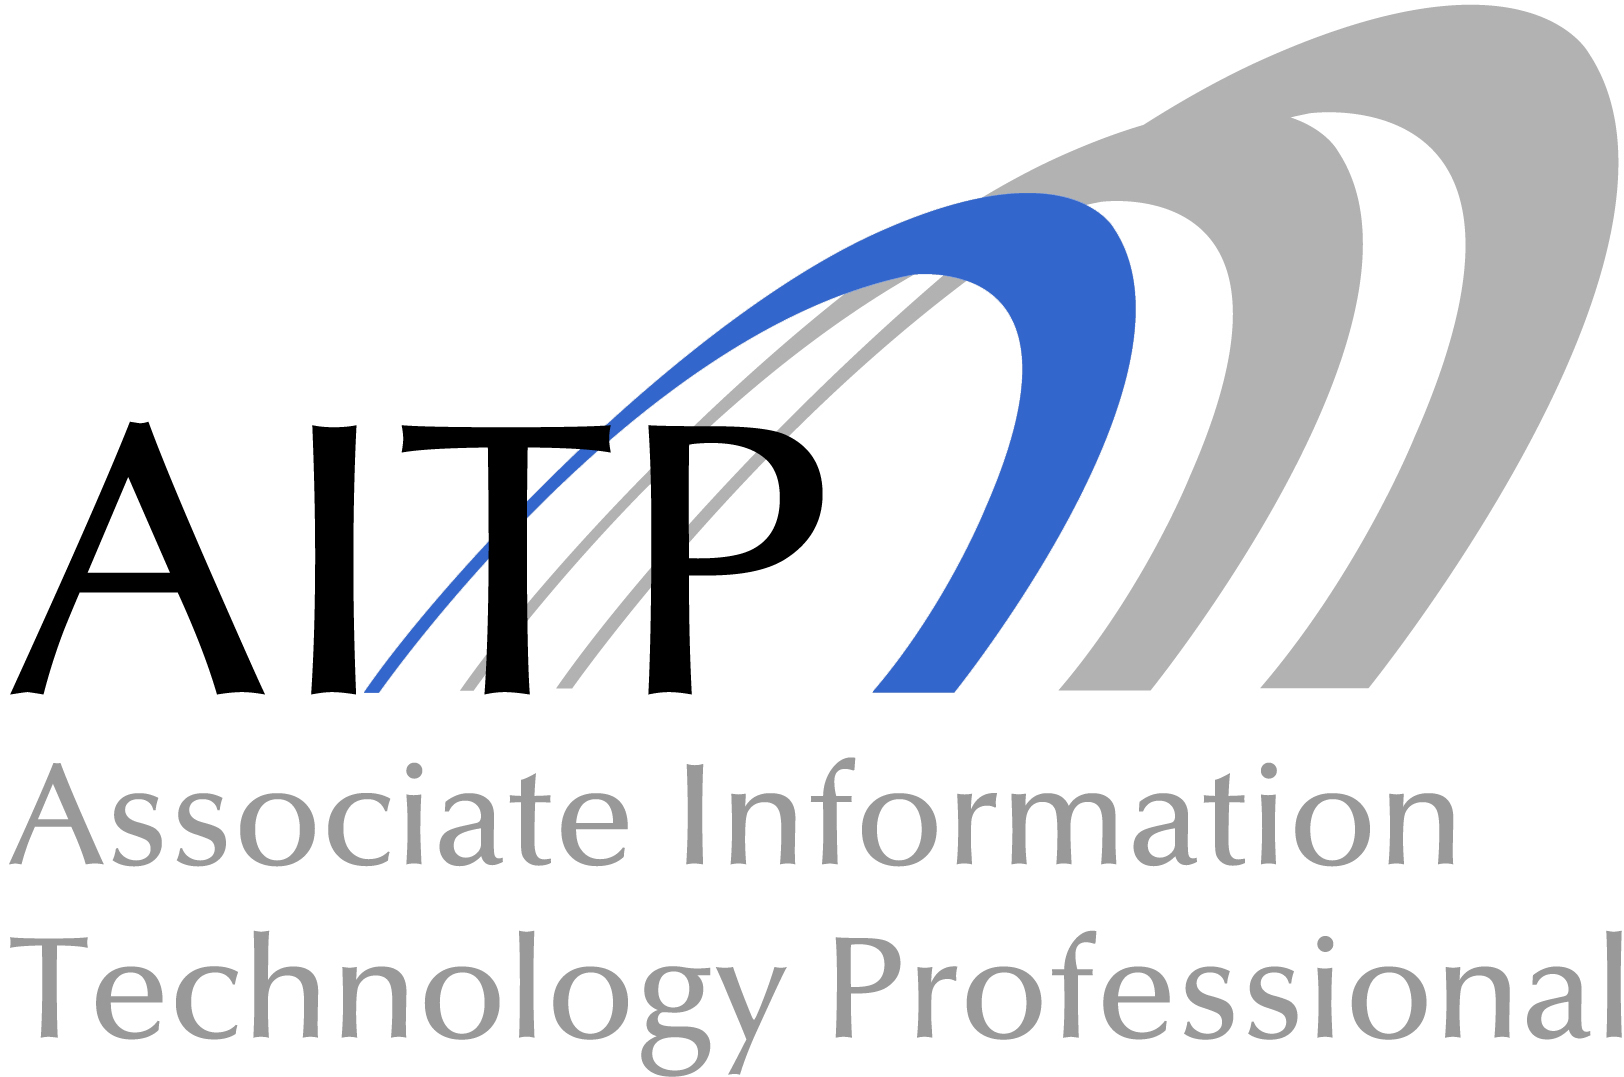 AITP
Associate Information
Technology Professional